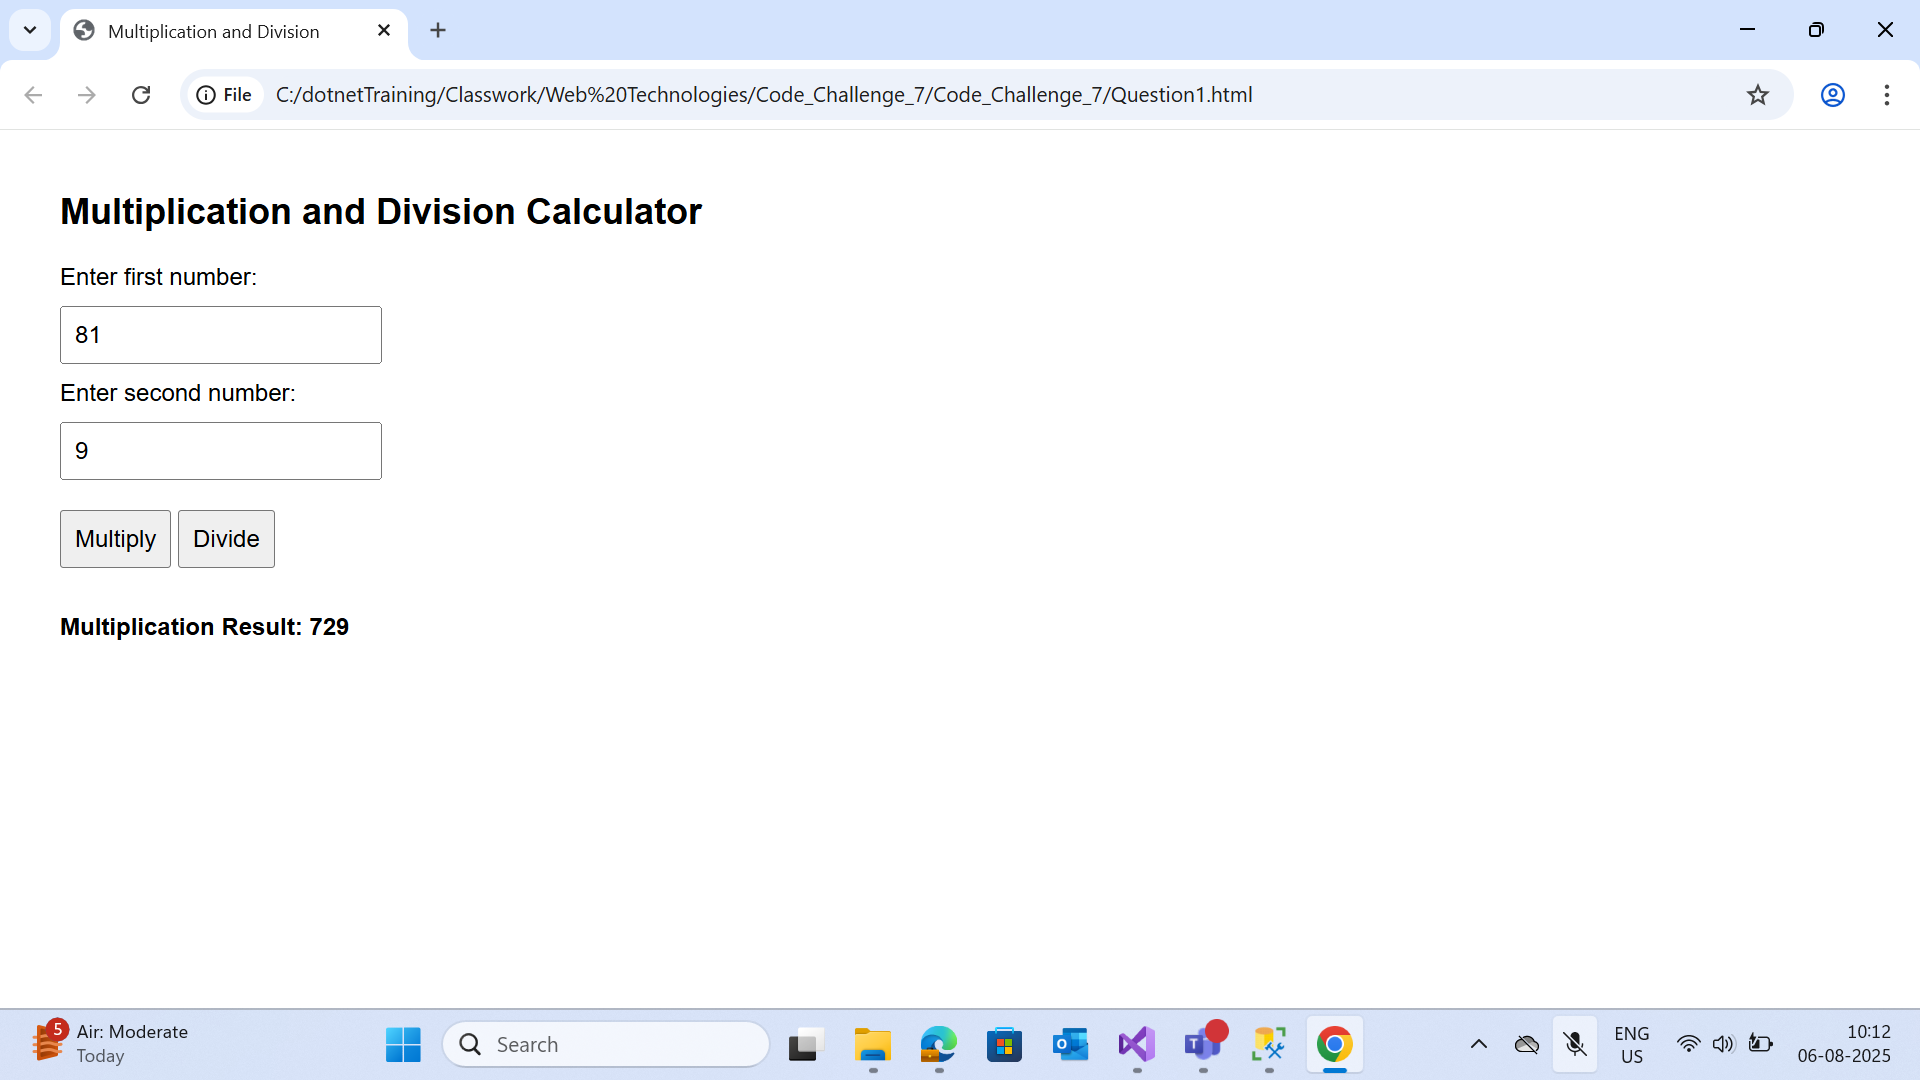 Multiplication and Division
File
C:/dotnetTraining/Classwork/Web%20Technologies/Code_Challenge_7/Code_Challenge_7/Question1.html
Multiplication and Division Calculator
Enter first number:
81
Enter second number:
9
Multiply Divide
Multiplication Result: 729
5
Air: Moderate
Today
Search
ENG
US
10:12
06-08-2025